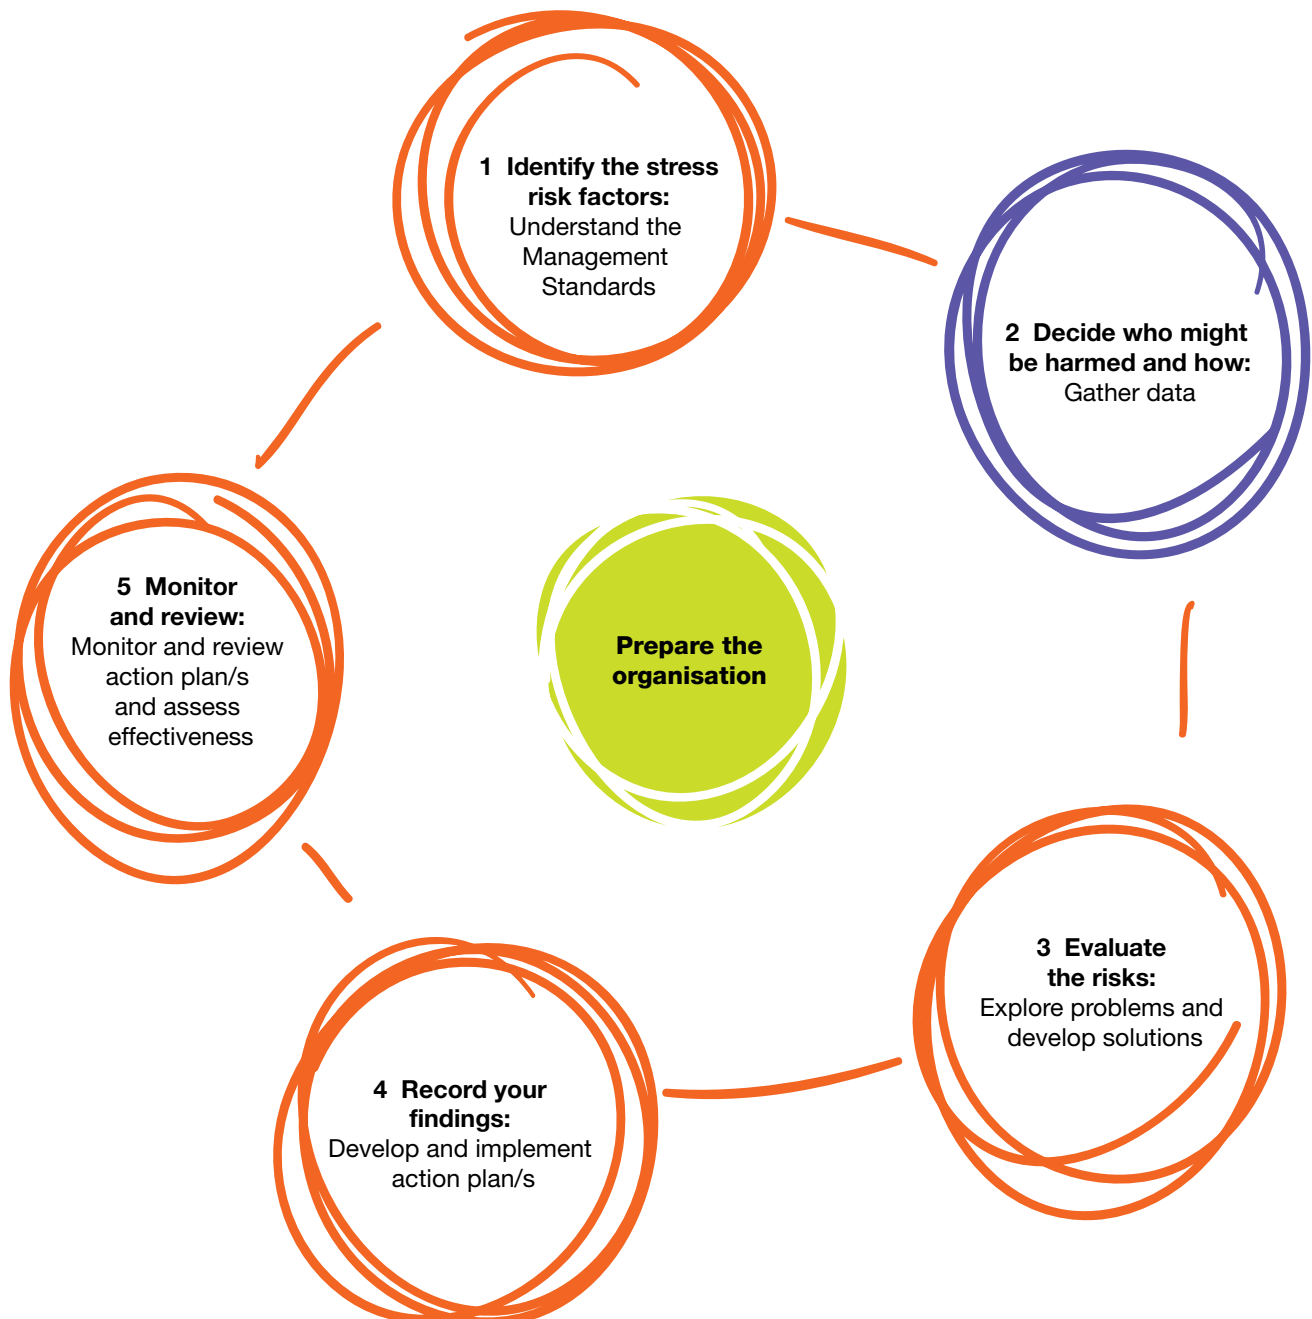 1 Identify the stress
risk factors:
Understand the
Management
Standards
2 Decide who might
be harmed and how:
Gather data
3 Evaluate
the risks:
Explore problems and
develop solutions
4 Record your
findings:
Develop and implement
action plan/s
5 Monitor
and review:
Monitor and review
action plan/s
and assess
effectiveness
Prepare the
organisation